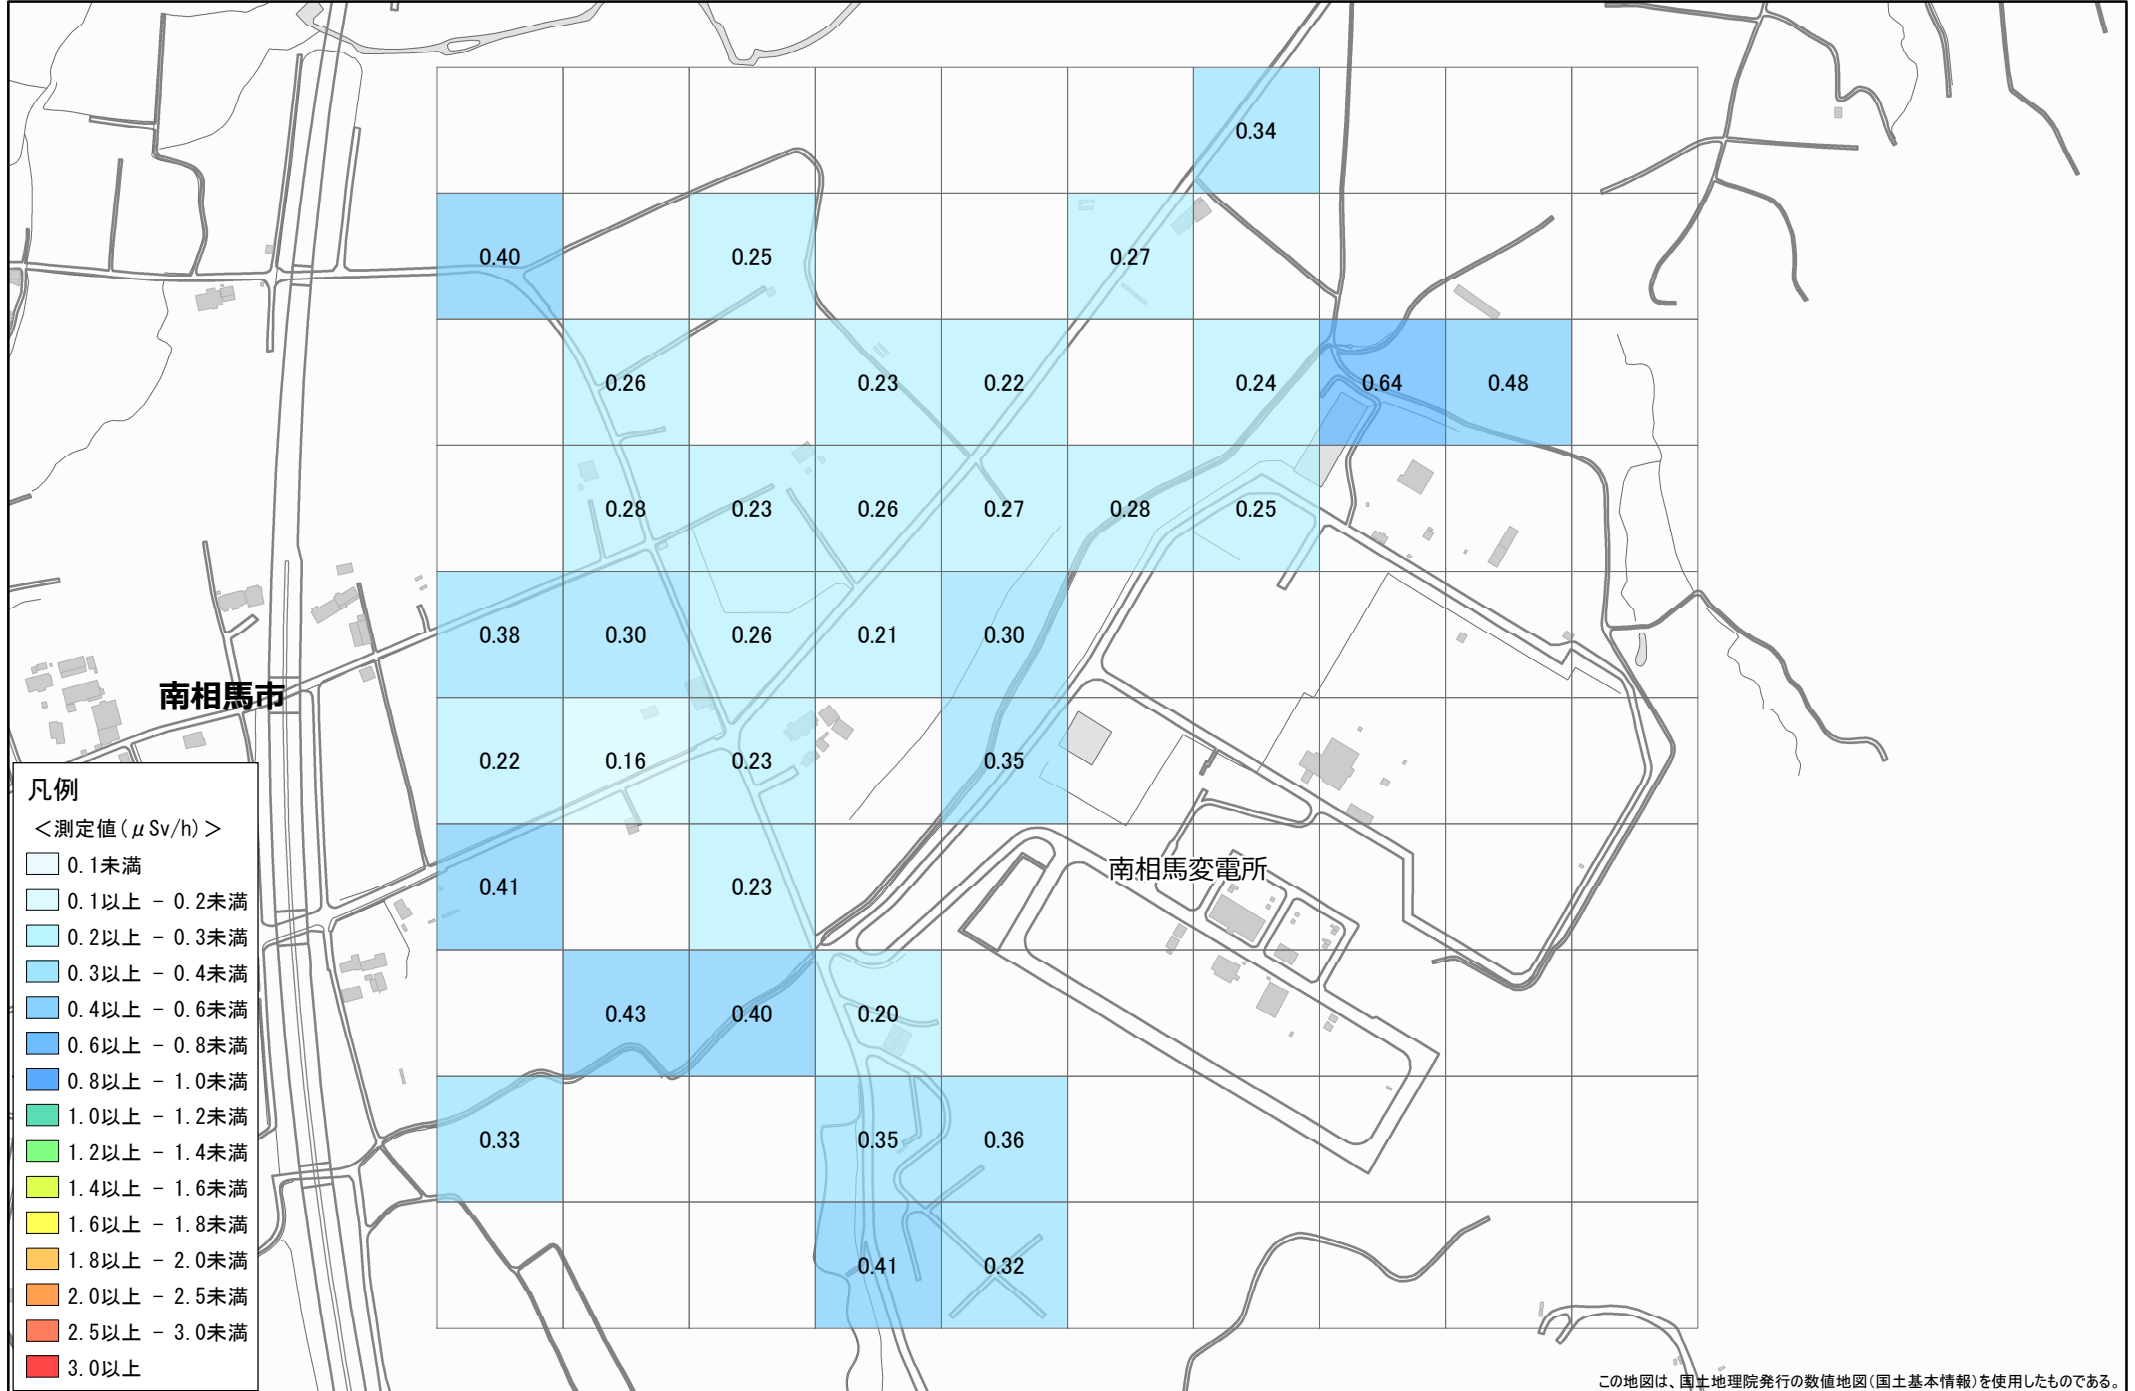 0.34
0.40 0.25 0.27
0.26 0.23 0.22 0.24 0.64 0.48
0.28 0.23 0.26 0.27 0.28 0.25
0.38 0.30 0.26 0.21 0.30
南相馬市
0.22 0.16 0.23 0.35
南相馬変電所
0.41 0.23
0.43 0.40 0.20
0.33 0.35 0.36
0.41 0.32
凡例
＜測定値(μSv/h)＞
0.1未満
0.1以上 - 0.2未満
0.2以上 - 0.3未満
0.3以上 - 0.4未満
0.4以上 - 0.6未満
0.6以上 - 0.8未満
0.8以上 - 1.0未満
1.0以上 - 1.2未満
1.2以上 - 1.4未満
1.4以上 - 1.6未満
1.6以上 - 1.8未満
1.8以上 - 2.0未満
2.0以上 - 2.5未満
2.5以上 - 3.0未満
3.0以上
この地図は、国土地理院発行の数値地図(国土基本情報)を使用したものである。